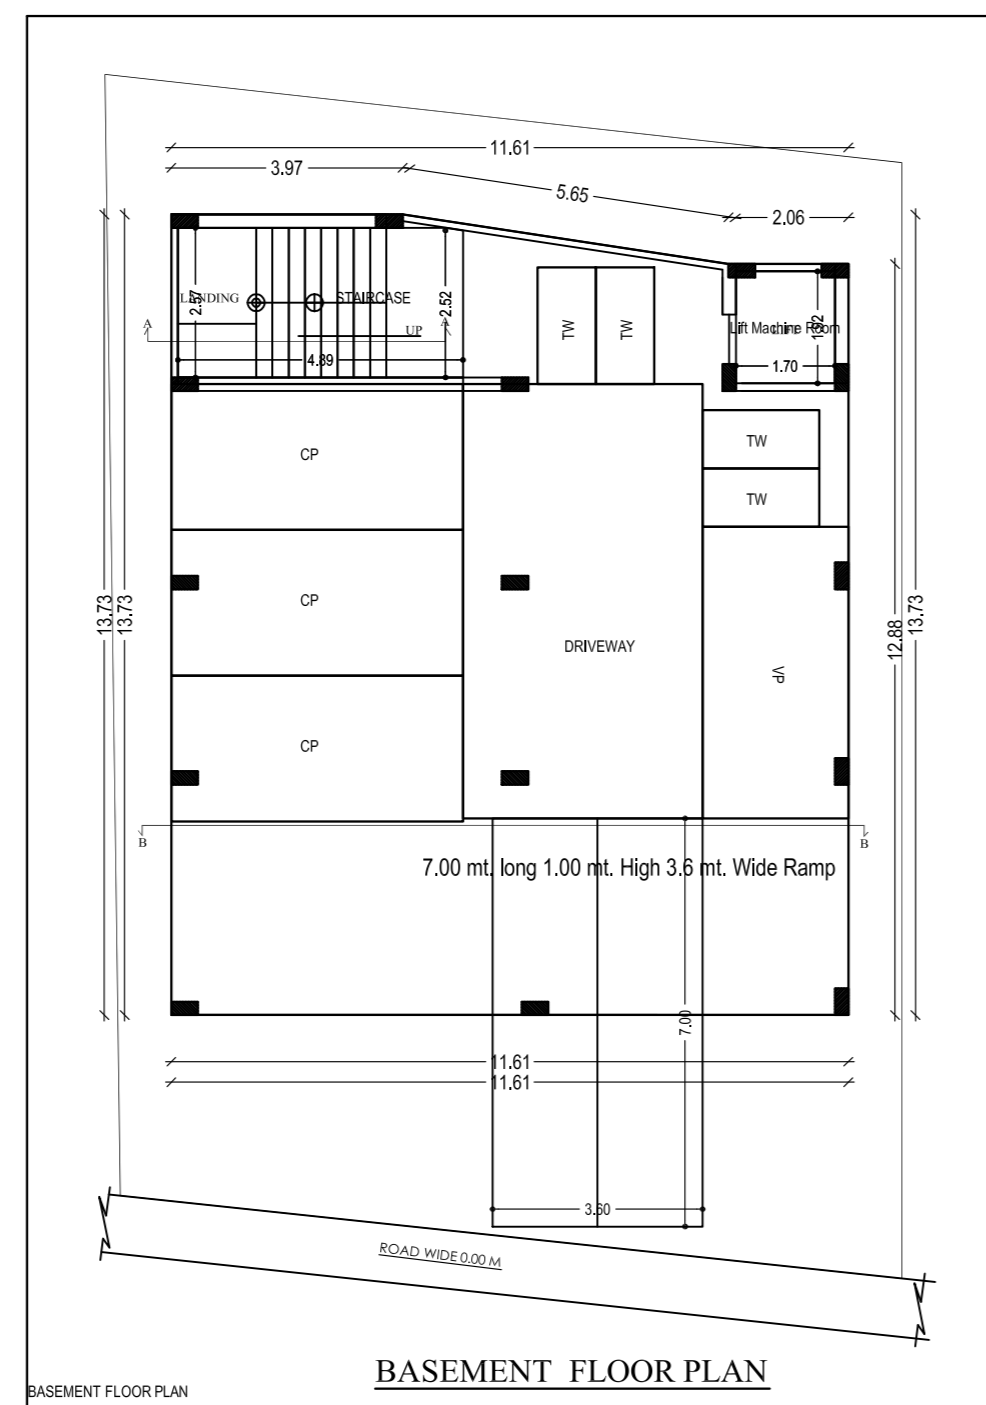 11.61
3.97
5.65
2.06
LANDING
2.57
STAIRCASE
2.52
A
A
UP
4.89
TW
TW
Lift Machine Room
1.92
1.70
CP
TW
TW
CP
13.73
13.73
DRIVEWAY
12.88
13.73
VP
CP
B
B
7.00 mt. long 1.00 mt. High 3.6 mt. Wide Ramp
7.00
11.61
11.61
3.60
ROAD WIDE 0.00 M
BASEMENT FLOOR PLAN
BASEMENT FLOOR PLAN